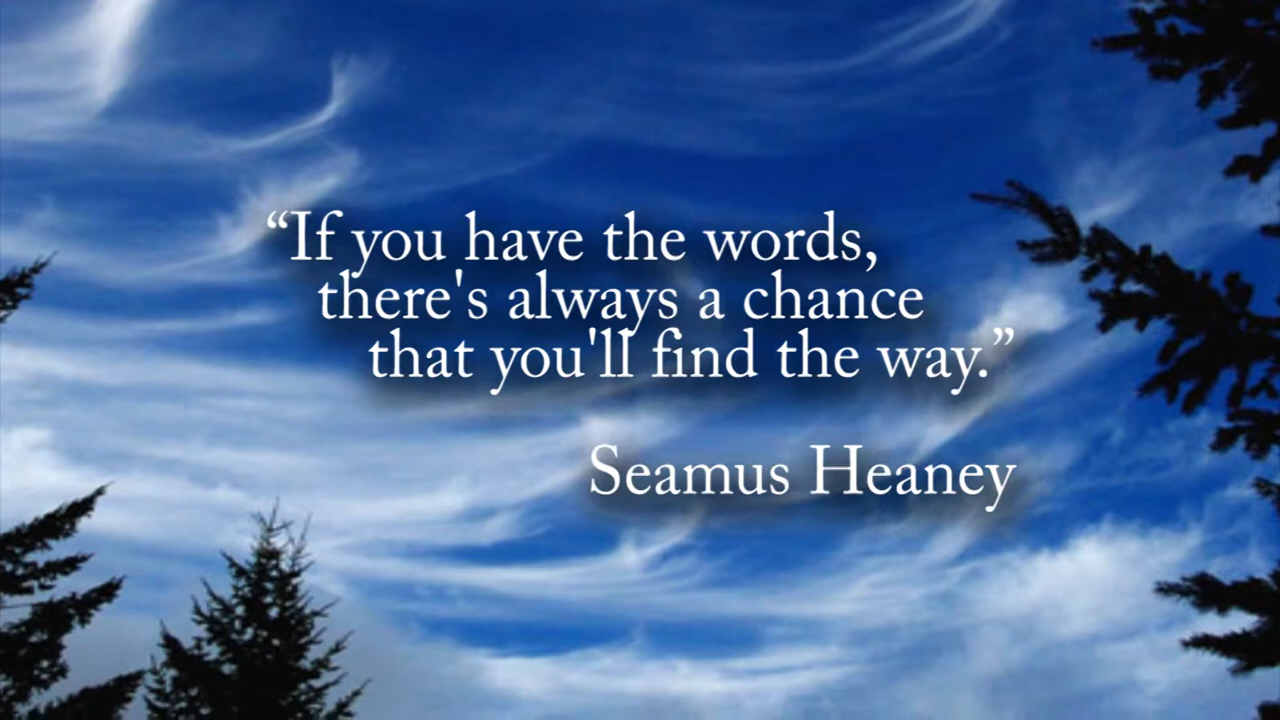 “If you have the words,
there's always a chance
that you'll find the way.”
Seamus Heaney